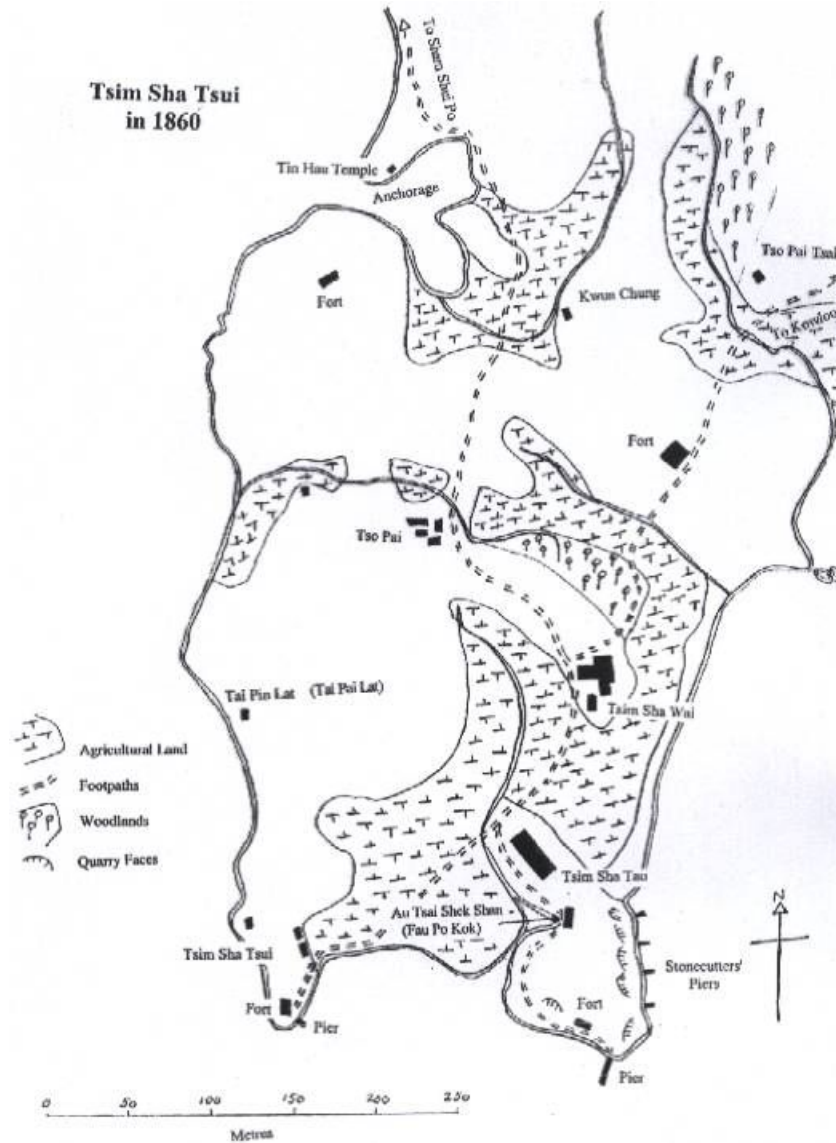 Tsim Sha Tsui
in 1860
To Sham Shui Po
Tin Hau Temple
Anchorage
Tso Pai Tsai
Fort
Kwun Chung
To Kowloon
Fort
Tso Pai
Tai Pin Lat (Tai Pai Lat)
Tsim Sha Wai
Agricultural Land
Footpaths
Woodlands
Quarry Faces
Tsim Sha Tau
Au Tsai Shek Shan
(Fau Po Kok)
N
Tsim Sha Tsui
Stonecutters'
Piers
Fort
Fort
Pier
Pier
0 50 100 150 200 250
Metres